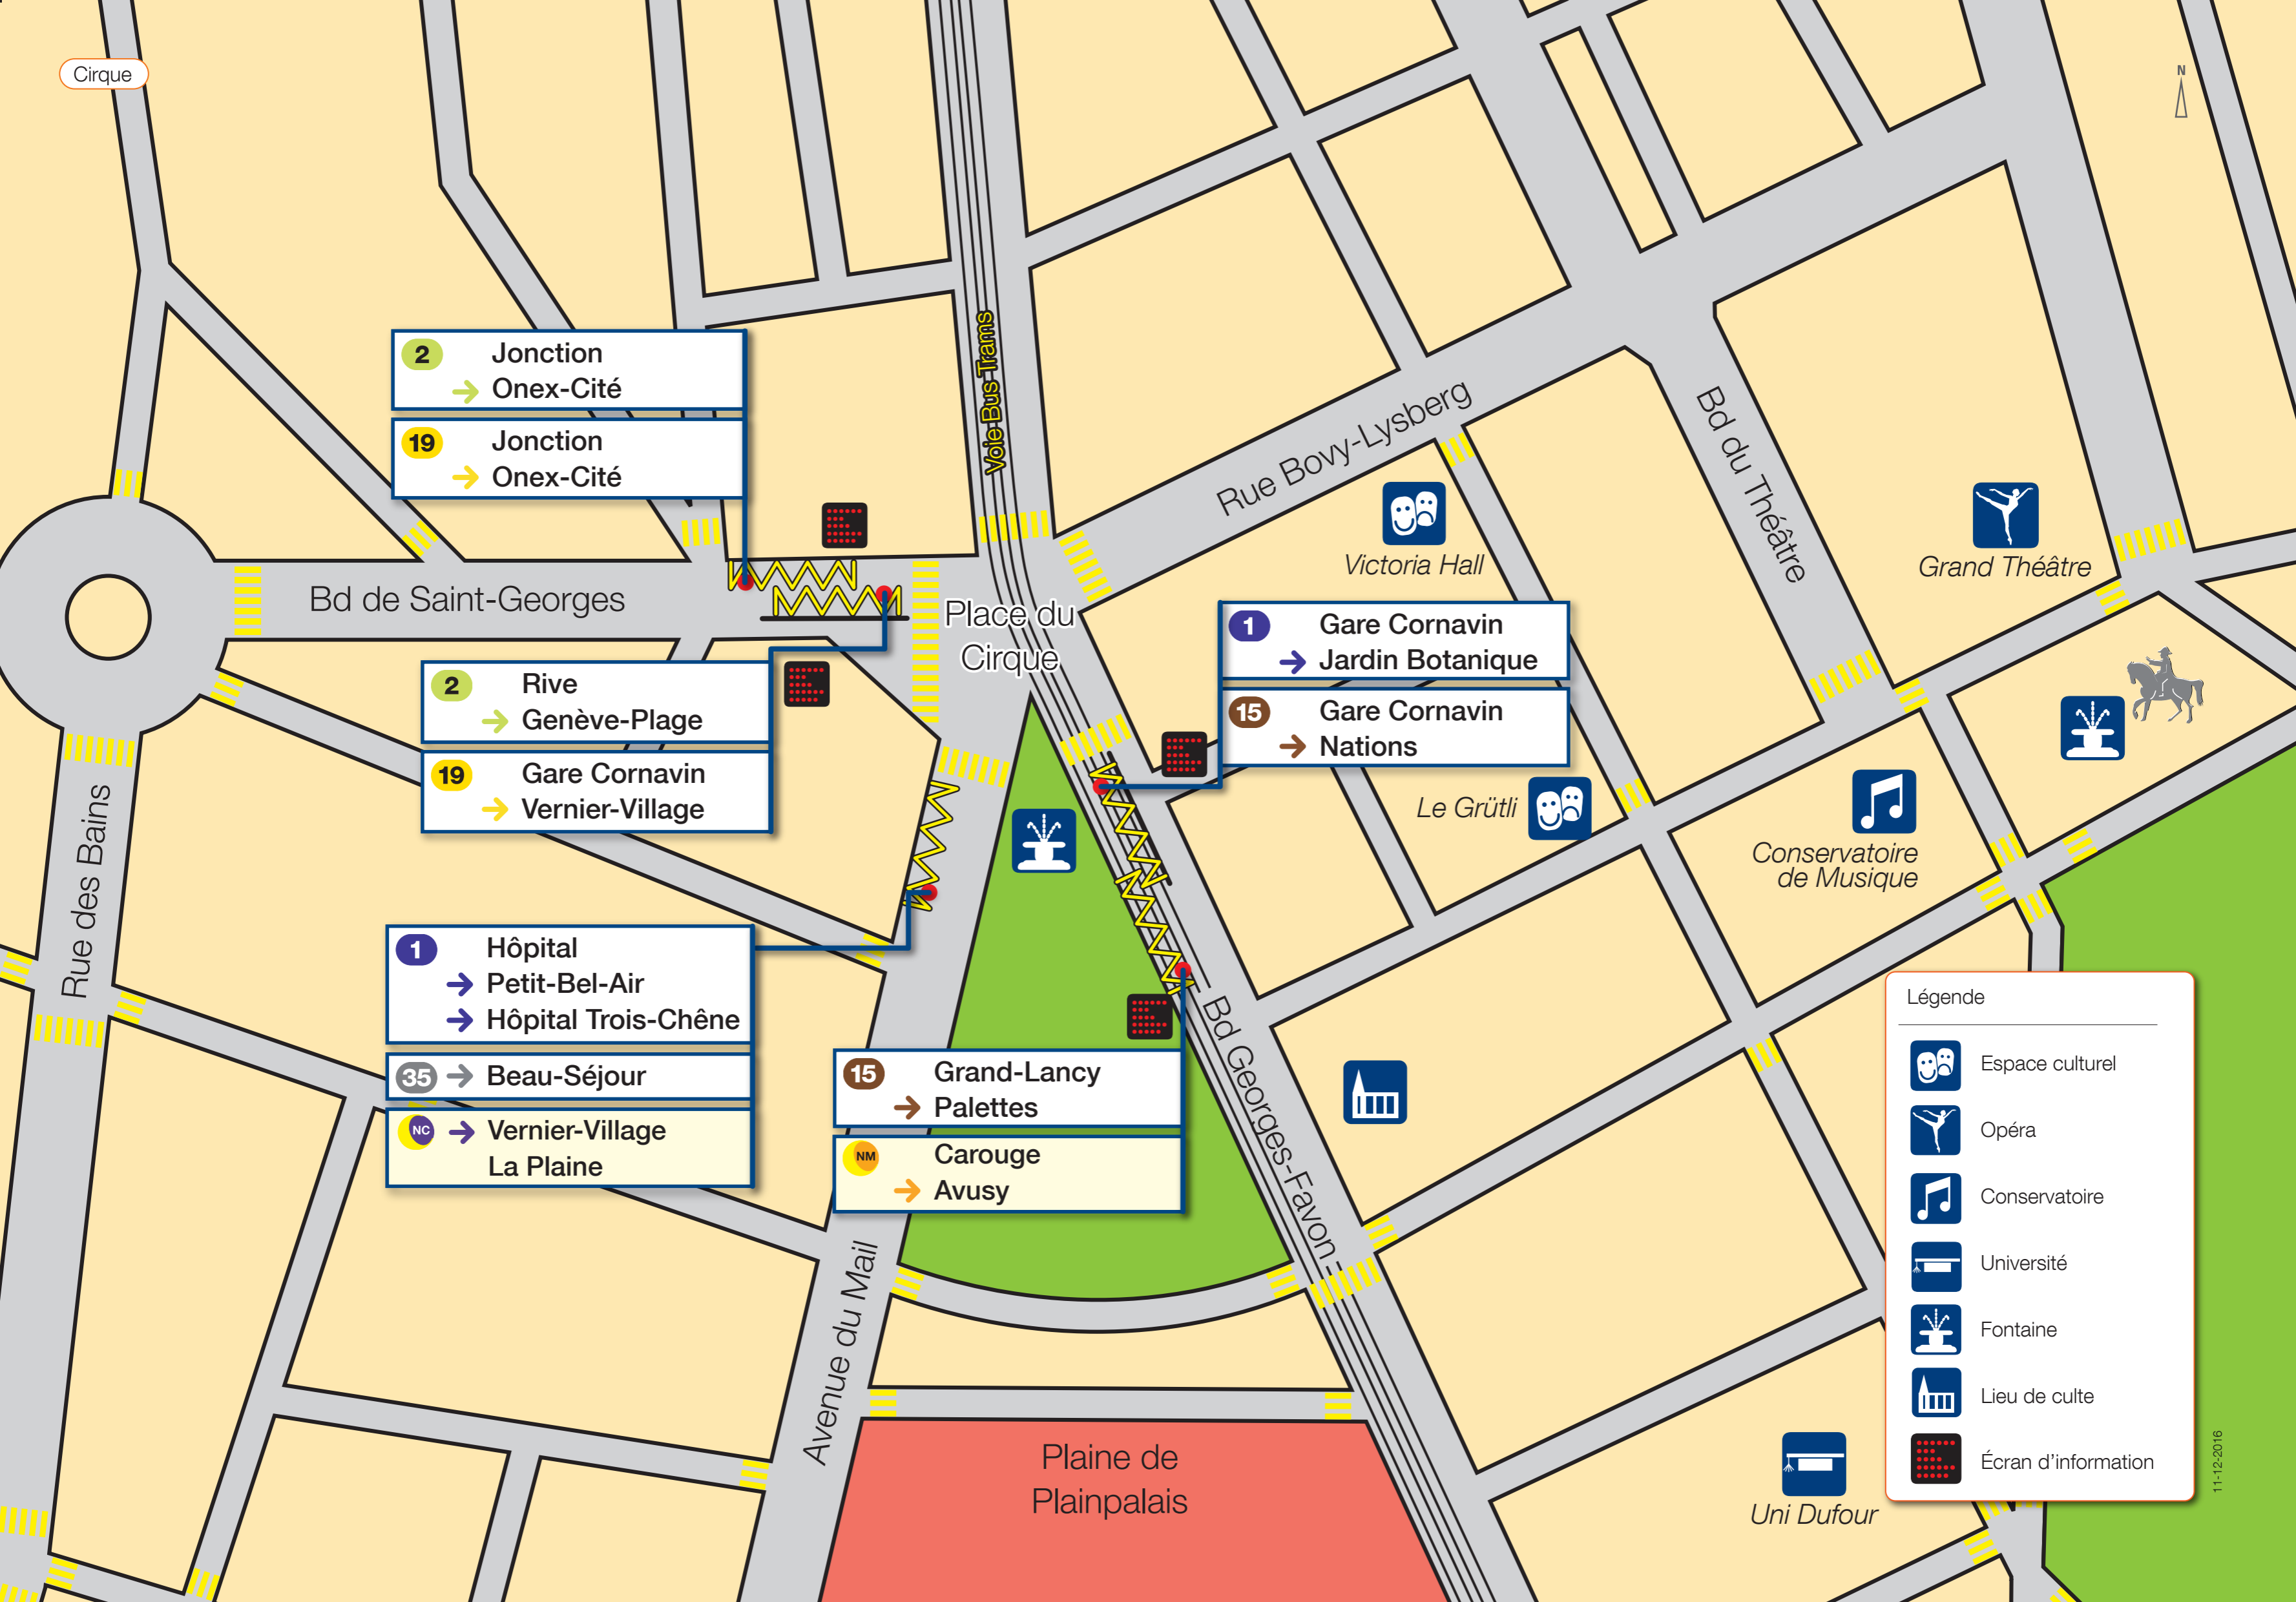 Cirque
N
2 Jonction
→ Onex-Cité
19 Jonction
→ Onex-Cité
Voie Bus Trams
Rue Bovy-Lysberg
Bd du Théâtre
Victoria Hall
Grand Théâtre
Bd de Saint-Georges
Place du
Cirque
1 Gare Cornavin
→ Jardin Botanique
15 Gare Cornavin
→ Nations
2 Rive
→ Genève-Plage
19 Gare Cornavin
→ Vernier-Village
Le Grütli
Conservatoire
de Musique
Rue des Bains
1 Hôpital
→ Petit-Bel-Air
→ Hôpital Trois-Chêne
35 → Beau-Séjour
NC → Vernier-Village
La Plaine
15 Grand-Lancy
→ Palettes
NM Carouge
→ Avusy
Bd Georges-Favon
Avenue du Mail
Plaine de
Plainpalais
Uni Dufour
Légende
Espace culturel
Opéra
Conservatoire
Université
Fontaine
Lieu de culte
Écran d'information
11-12-2016